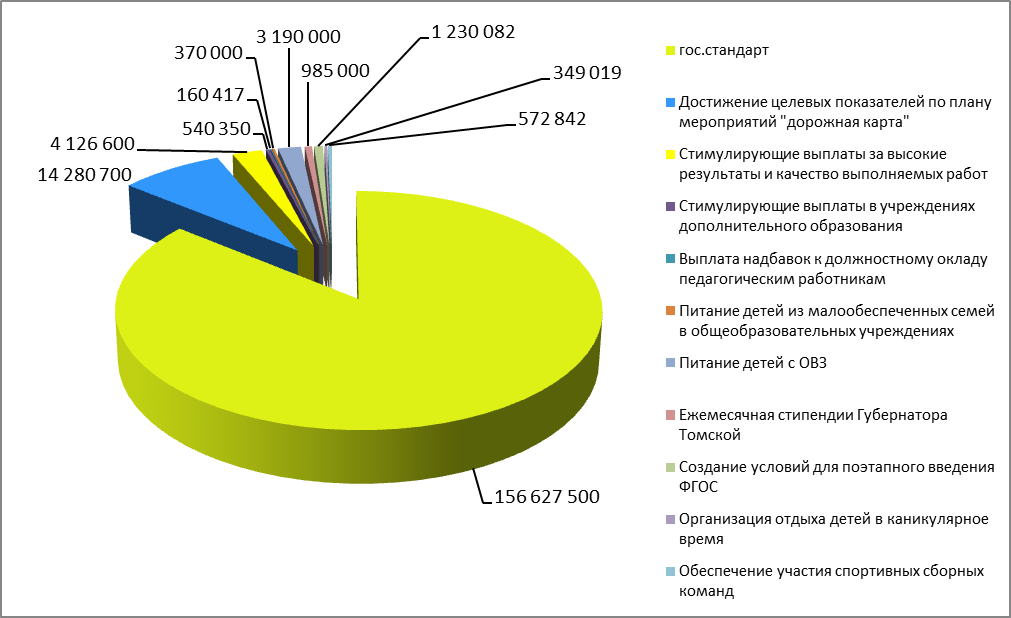 3 190 000
1 230 082
370 000
985 000
349 019
160 417
572 842
540 350
4 126 600
14 280 700
156 627 500
гос.стандарт
Достижение целевых показателей по плану
мероприятий "дорожная карта"
Стимулирующие выплаты за высокие
результаты и качество выполняемых работ
Стимулирующие выплаты в учреждениях
дополнительного образования
Выплата надбавок к должностному окладу
педагогическим работникам
Питание детей из малообеспеченных семей
в общеобразовательных учреждениях
Питание детей с ОВЗ
Ежемесячная стипендии Губернатора
Томской
Создание условий для поэтапного введения
ФГОС
Организация отдыха детей в каникулярное
время
Обеспечение участия спортивных сборных
команд